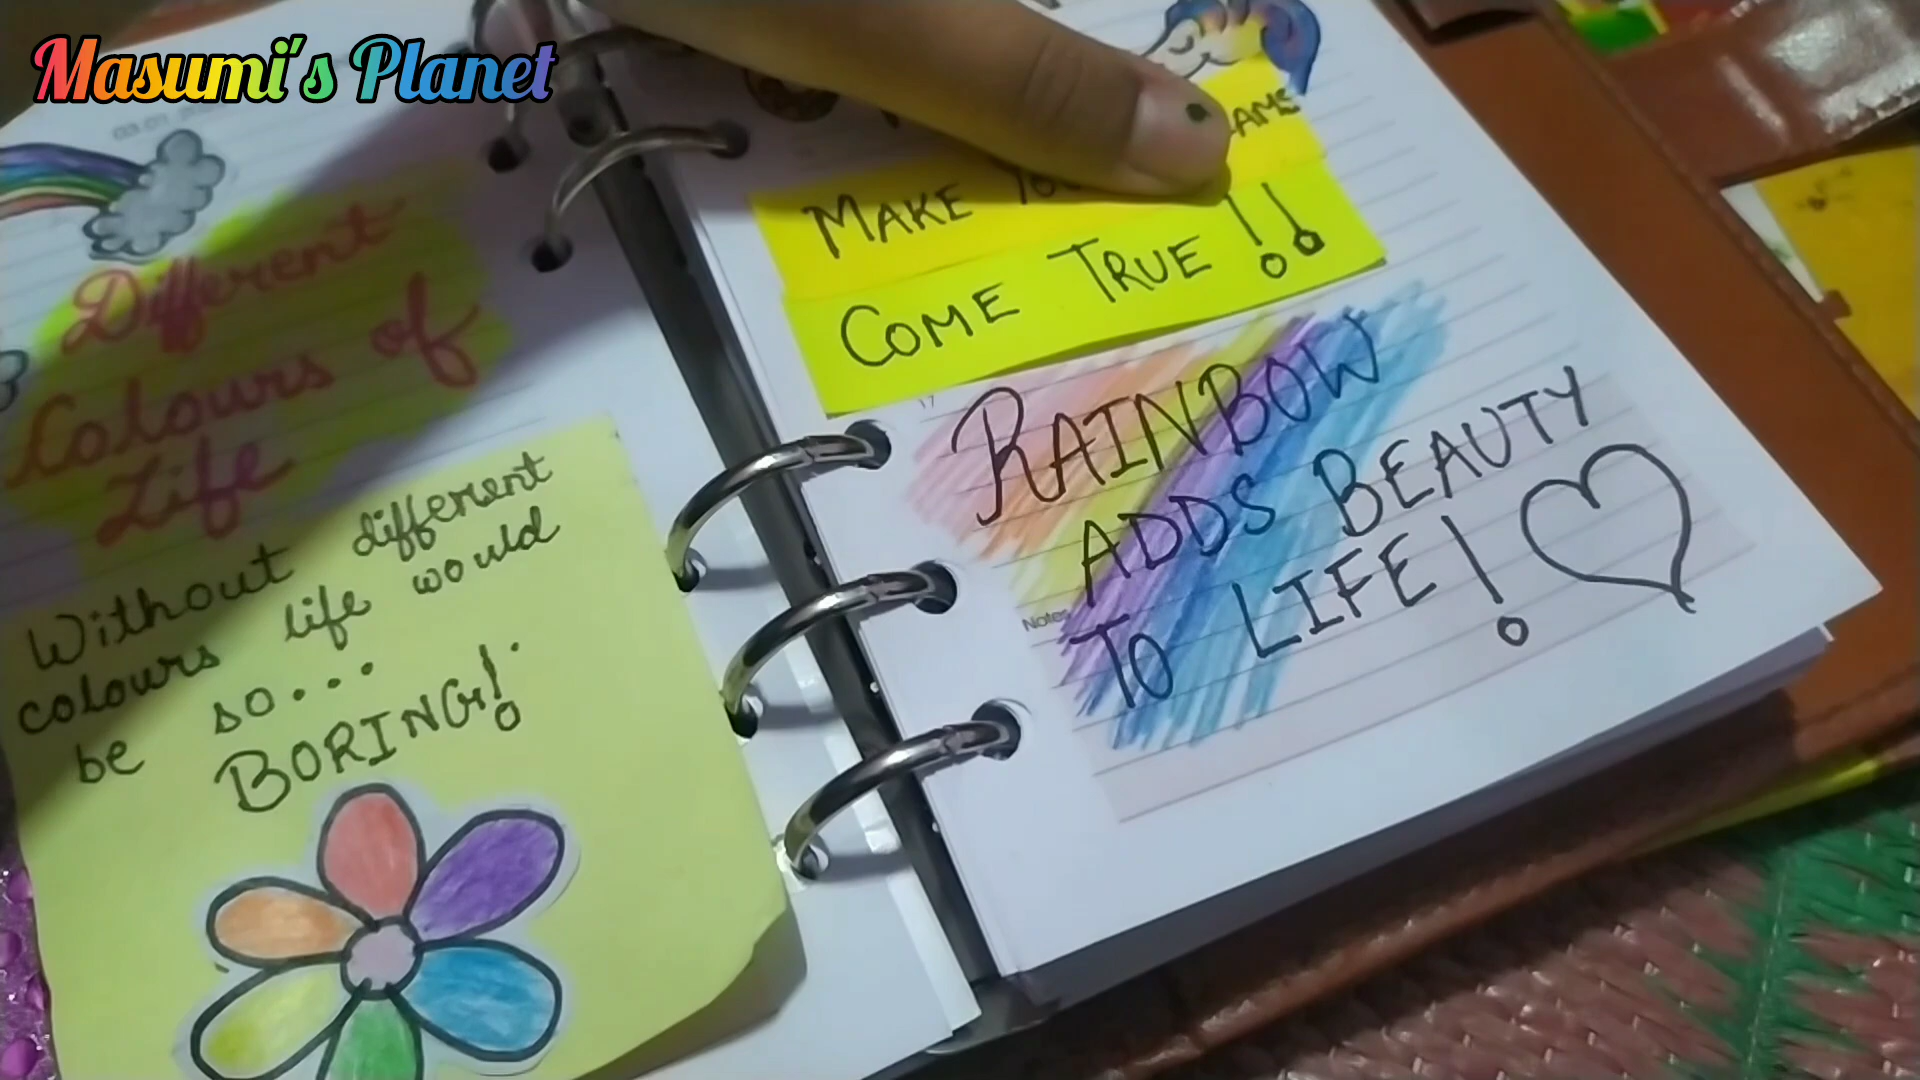 Masumi's Planet
Different
Colours of
Life
Without different
colours life would
be so...
BORING!
MAKE
COME TRUE!!
RAINBOW
ADDS BEAUTY
TO LIFE!
Notes